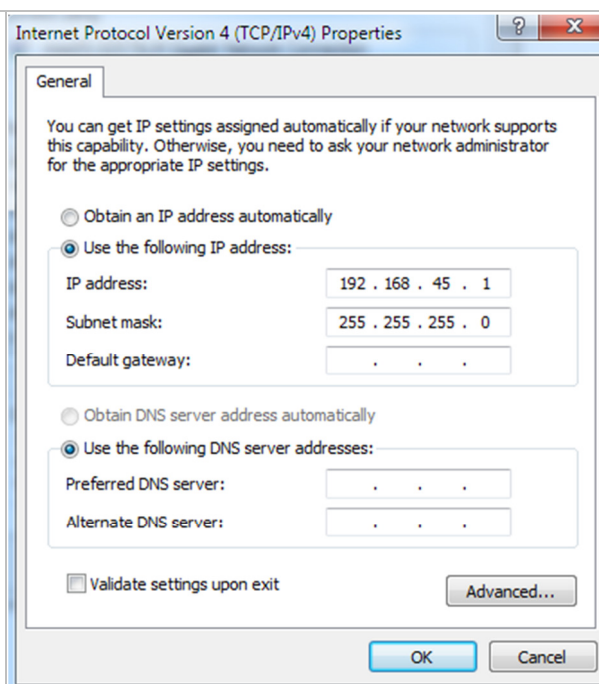 Internet Protocol Version 4 (TCP/IPv4) Properties
General
You can get IP settings assigned automatically if your network supports
this capability. Otherwise, you need to ask your network administrator
for the appropriate IP settings.
Obtain an IP address automatically
Use the following IP address:
IP address: 192 . 168 . 45 . 1
Subnet mask: 255 . 255 . 255 . 0
Default gateway: . . .
Obtain DNS server address automatically
Use the following DNS server addresses:
Preferred DNS server: . . .
Alternate DNS server: . . .
Validate settings upon exit
Advanced...
OK Cancel